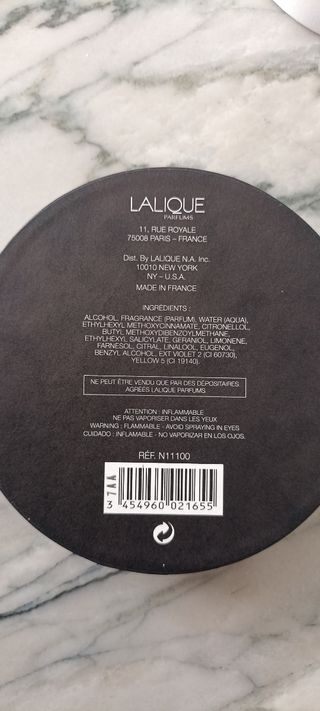 LALIQUE
PARFUMS
11, RUE ROYALE
75008 PARIS – FRANCE
Dist. By LALIQUE N.A. Inc.
10010 NEW YORK
NY – U.S.A.
MADE IN FRANCE
INGRÉDIENTS :
ALCOHOL, FRAGRANCE (PARFUM), WATER (AQUA),
ETHYLHEXYL METHOXYCINNAMATE, CITRONELLOL,
BUTYL METHOXYDIBENZOYLMETHANE,
ETHYLHEXYL SALICYLATE, GERANIOL, LIMONENE,
FARNESOL, CITRAL, LINALOOL, EUGENOL,
BENZYL ALCOHOL, EXT VIOLET 2 (CI 60730),
YELLOW 5 (CI 19140).
NE PEUT ÊTRE VENDU QUE PAR DES DÉPOSITAIRES
AGRÉÉS LALIQUE PARFUMS.
ATTENTION : INFLAMMABLE
NE PAS VAPORISER DANS LES YEUX
WARNING : FLAMMABLE - AVOID SPRAYING IN EYES
CUIDADO : INFLAMABLE - NO VAPORIZAR EN LOS OJOS.
RÉF. N11100
7AA
3 454960 021655